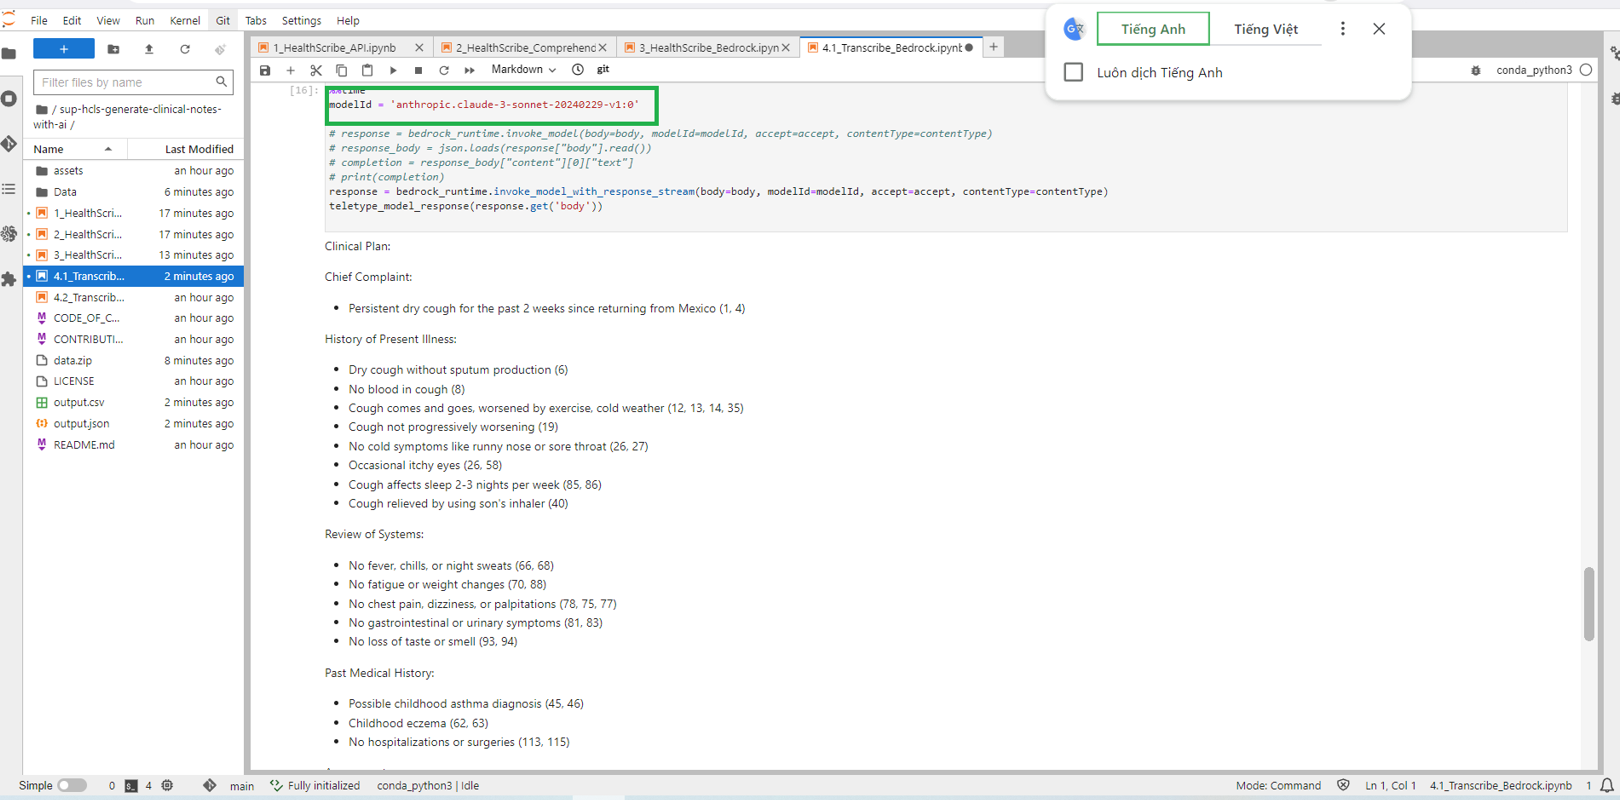 File Edit View Run Kernel Git Tabs Settings Help
Tiếng Anh Tiếng Việt
Luôn dịch Tiếng Anh
+
Filter files by name
/ sup-hcls-generate-clinical-notes-
with-ai /
Name Last Modified
assets an hour ago
Data 6 minutes ago
1_HealthScri... 17 minutes ago
2_HealthScri... 17 minutes ago
3_HealthScri... 13 minutes ago
4.1_Transcrib... 2 minutes ago
4.2_Transcrib... an hour ago
CODE_OF_C... an hour ago
CONTRIBUTI... an hour ago
data.zip 8 minutes ago
LICENSE an hour ago
output.csv 2 minutes ago
output.json 2 minutes ago
README.md an hour ago
1_HealthScribe_API.ipynb 2_HealthScribe_Comprehend 3_HealthScribe_Bedrock.ipyn 4.1_Transcribe_Bedrock.ipynb
Markdown git conda_python3
[16]: %%time
modelId = 'anthropic.claude-3-sonnet-20240229-v1:0'
# response = bedrock_runtime.invoke_model(body=body, modelId=modelId, accept=accept, contentType=contentType)
# response_body = json.loads(response["body"].read())
# completion = response_body["content"][0]["text"]
# print(completion)
response = bedrock_runtime.invoke_model_with_response_stream(body=body, modelId=modelId, accept=accept, contentType=contentType)
teletype_model_response(response.get('body'))
Clinical Plan:
Chief Complaint:
• Persistent dry cough for the past 2 weeks since returning from Mexico (1, 4)
History of Present Illness:
• Dry cough without sputum production (6)
• No blood in cough (8)
• Cough comes and goes, worsened by exercise, cold weather (12, 13, 14, 35)
• Cough not progressively worsening (19)
• No cold symptoms like runny nose or sore throat (26, 27)
• Occasional itchy eyes (26, 58)
• Cough affects sleep 2-3 nights per week (85, 86)
• Cough relieved by using son's inhaler (40)
Review of Systems:
• No fever, chills, or night sweats (66, 68)
• No fatigue or weight changes (70, 88)
• No chest pain, dizziness, or palpitations (78, 75, 77)
• No gastrointestinal or urinary symptoms (81, 83)
• No loss of taste or smell (93, 94)
Past Medical History:
• Possible childhood asthma diagnosis (45, 46)
• Childhood eczema (62, 63)
• No hospitalizations or surgeries (113, 115)
Simple 0 4 main Fully initialized conda_python3 | Idle Mode: Command Ln 1, Col 1 4.1_Transcribe_Bedrock.ipynb 1